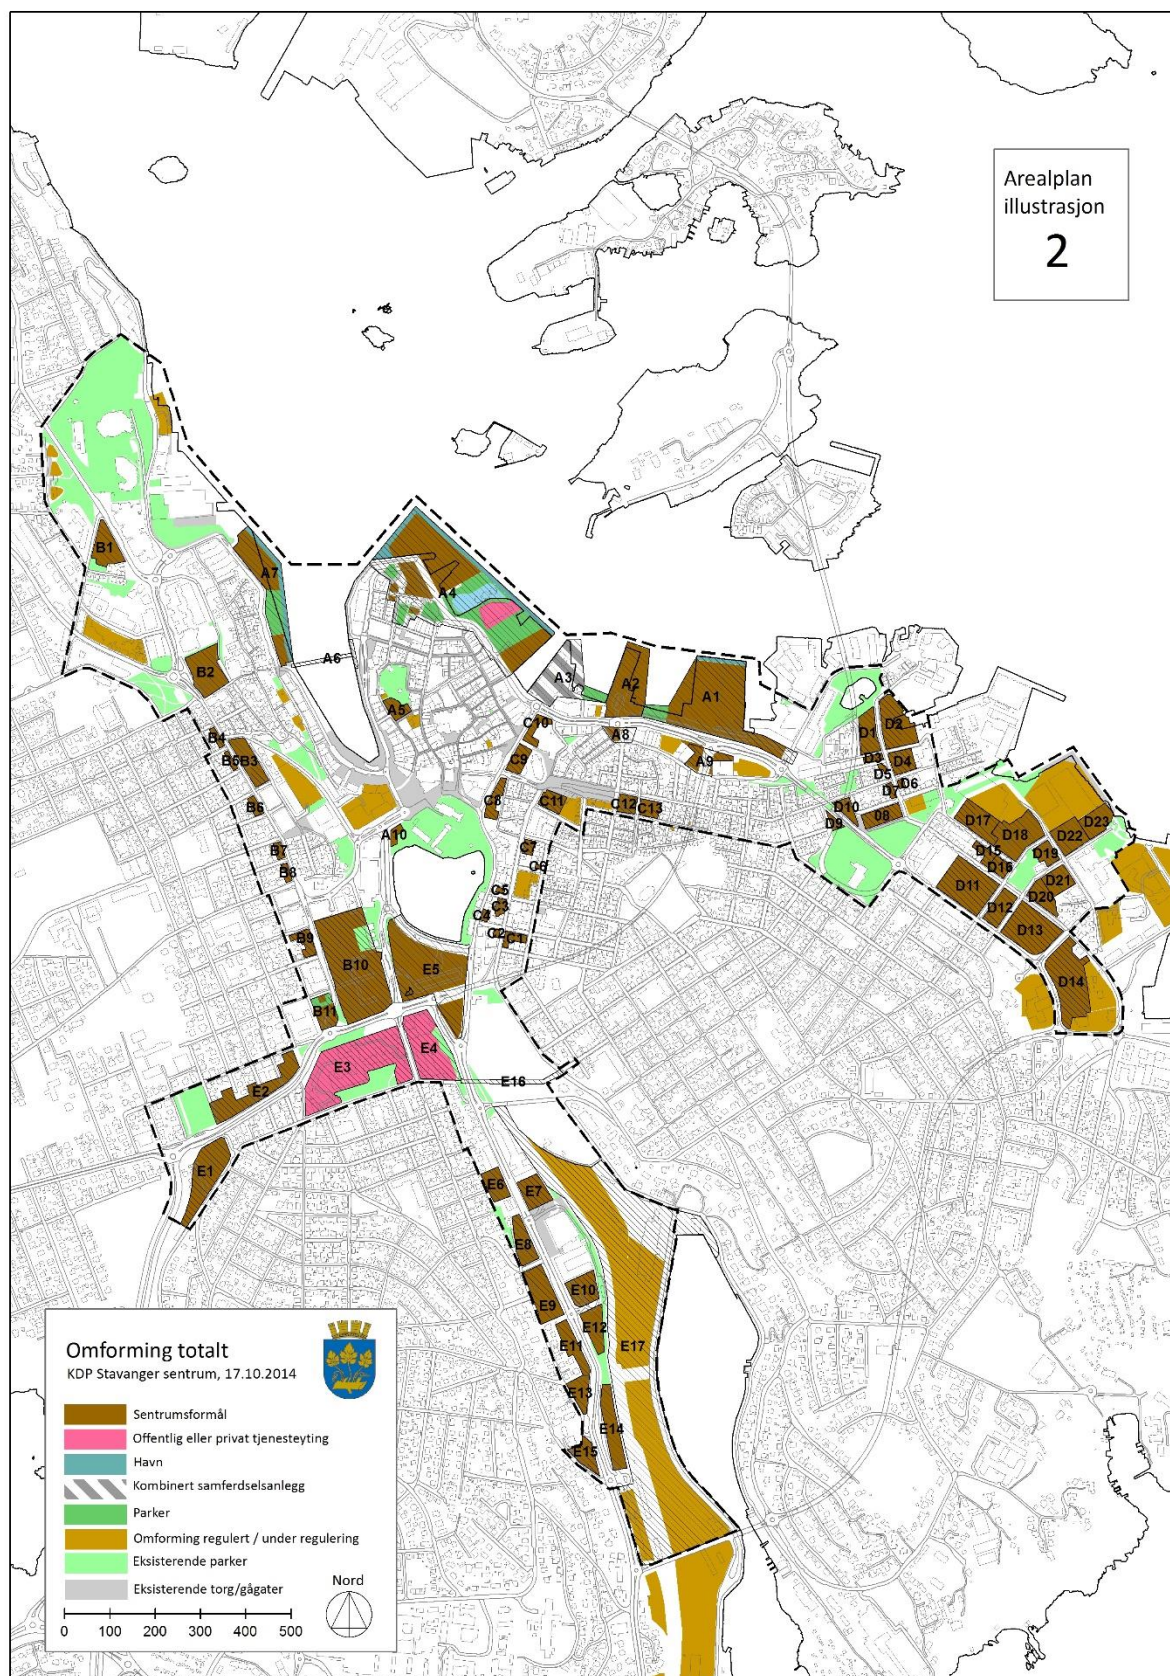 Arealplan
illustrasjon
2
B1
A7
A4
A6
B2
A3
A2
A1
A5
C10
A8
B4
B5
B3
C9
A9
D1
D2
D3
D4
D5
D6
D7
B6
C8
C11
C12
C13
D10
D9
08
D17
D18
D22
D23
A10
B7
C7
C6
D15
D16
D19
B8
C5
C3
C4
D11
D21
D20
D12
B9
C2
C1
D13
B10
E5
D14
B11
E3
E4
E16
E2
E1
E6
E7
E8
E10
E9
E12
E11
E17
E13
E14
E15
Omforming totalt
KDP Stavanger sentrum, 17.10.2014
Sentrumsformål
Offentlig eller privat tjenesteyting
Havn
Kombinert samferdselsanlegg
Parker
Omforming regulert / under regulering
Eksisterende parker
Eksisterende torg/gågater
Nord
0 100 200 300 400 500